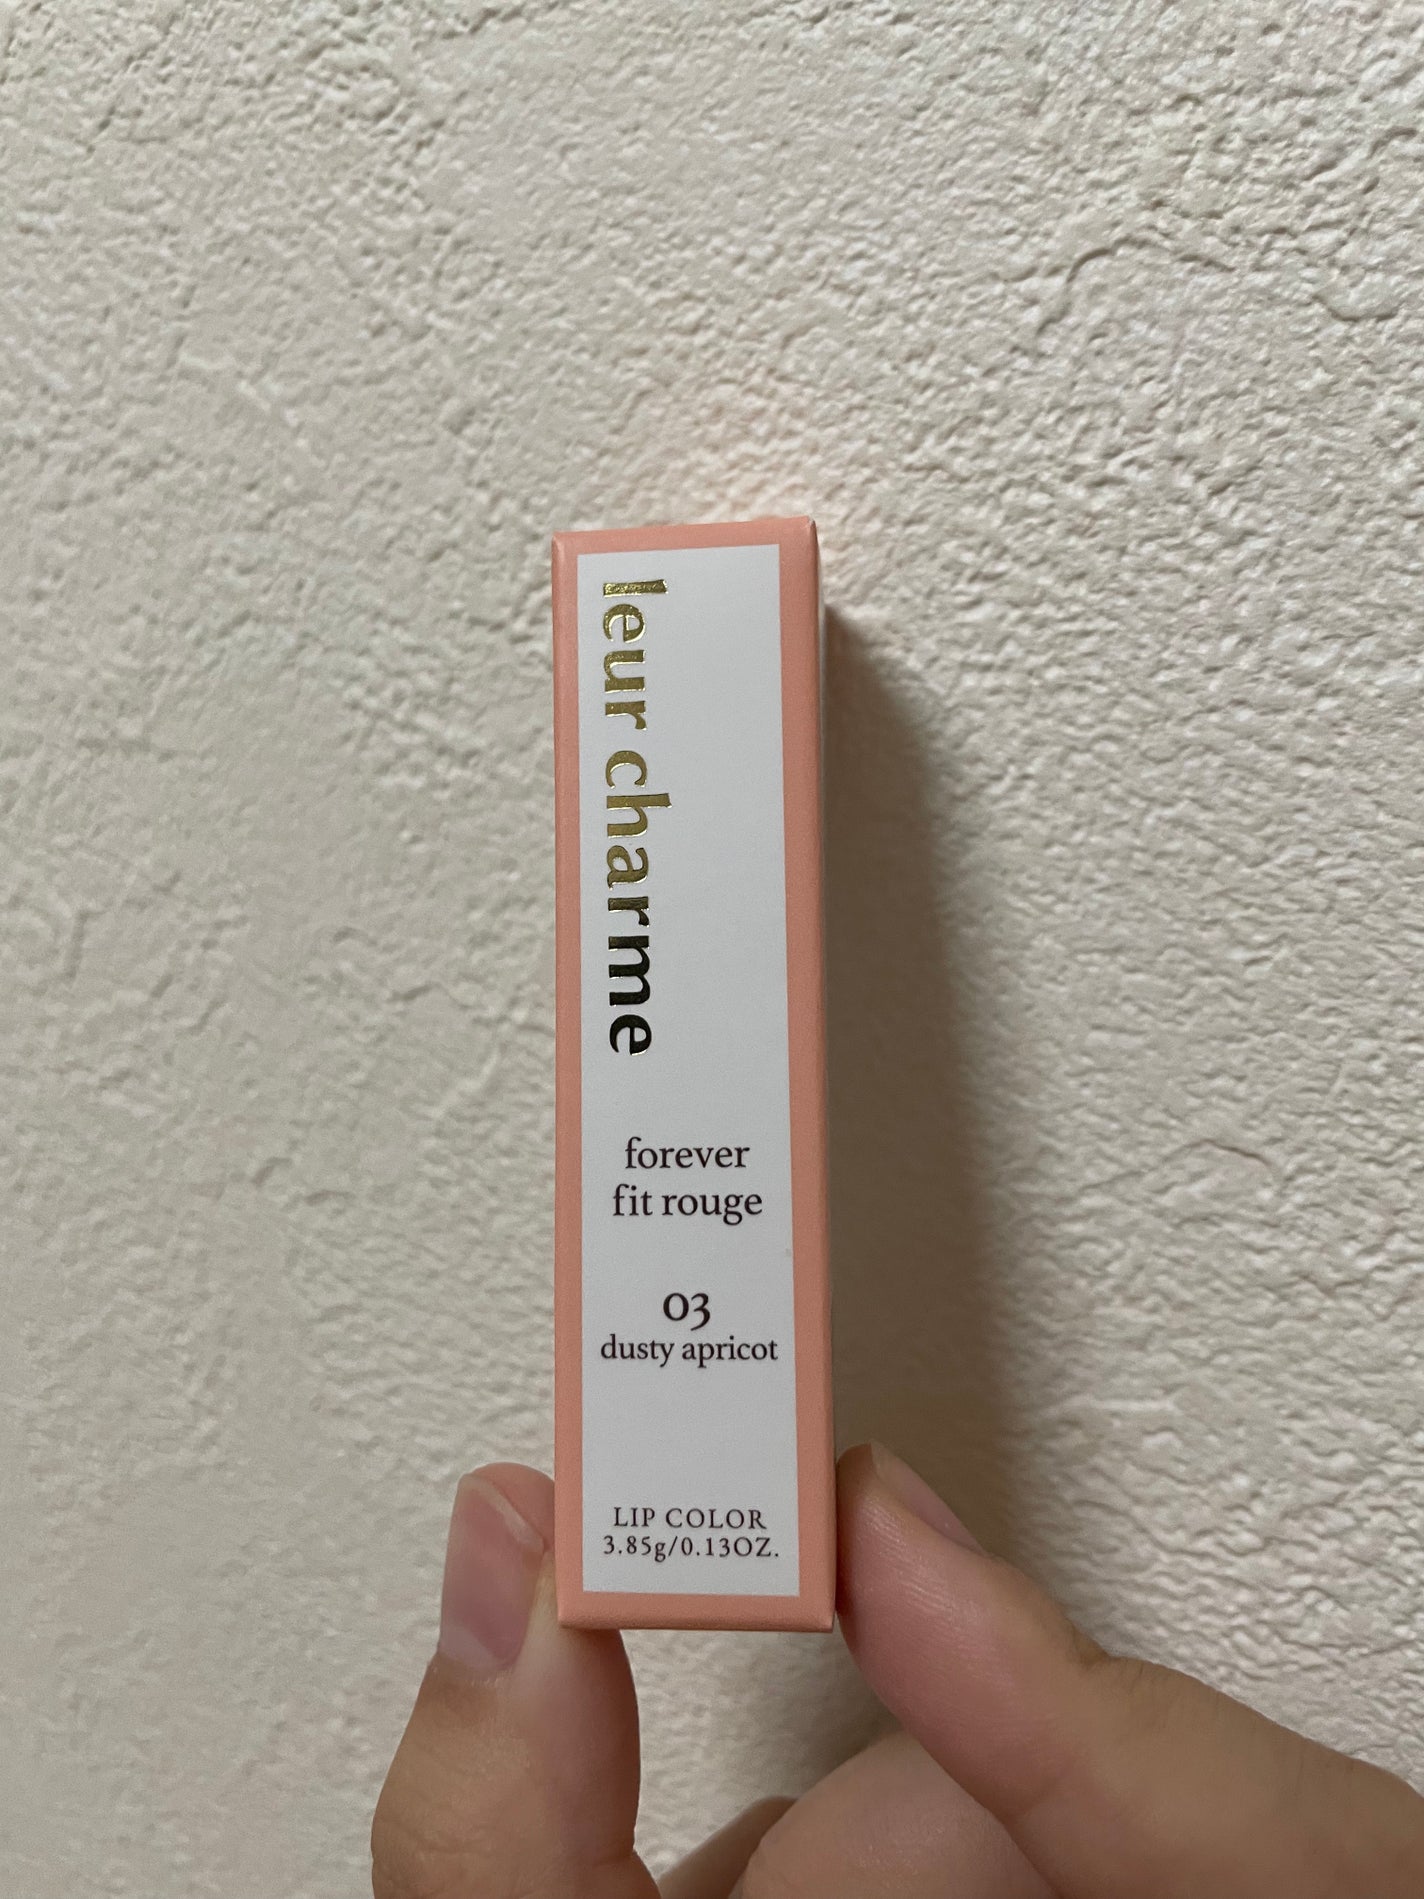 leur charme
forever
fit rouge
03
dusty apricot
LIP COLOR
3.85g/0.13OZ.